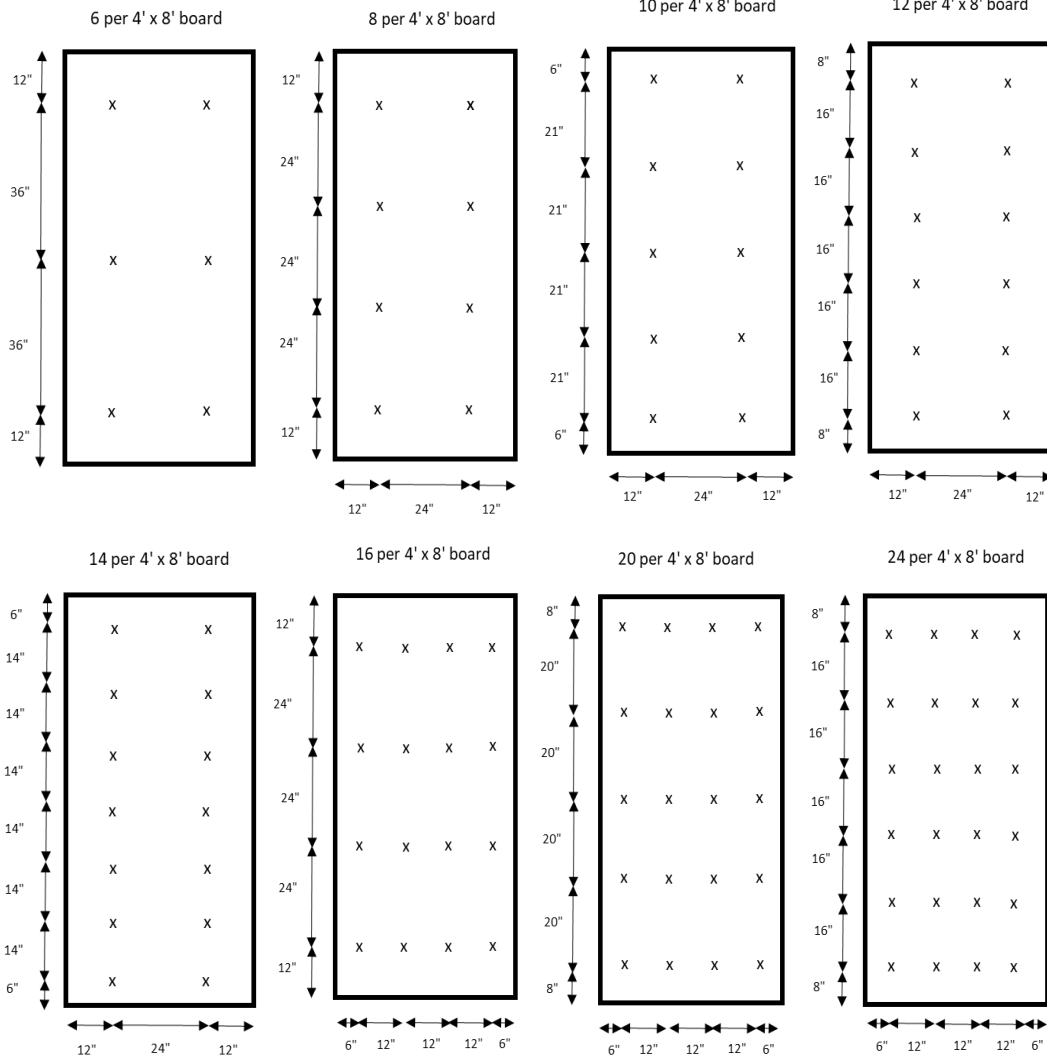 6 per 4' x 8' board
12"
X X
36"
X X
36"
X X
12"
8 per 4' x 8' board
12"
X X
24"
X X
24"
X X
24"
X X
12"
12" 24" 12"
10 per 4' x 8' board
6"
X X
21"
X X
21"
X X
21"
X X
21"
X X
6"
12" 24" 12"
12 per 4' x 8' board
8"
X X
16"
X X
16"
X X
16"
X X
16"
X X
16"
X X
8"
12" 24" 12"
14 per 4' x 8' board
6"
X X
14"
X X
14"
X X
14"
X X
14"
X X
14"
X X
14"
X X
6"
12" 24" 12"
16 per 4' x 8' board
12"
X X X X
24"
X X X X
24"
X X X X
24"
X X X X
12"
6" 12" 12" 12" 6"
20 per 4' x 8' board
8"
X X X X
20"
X X X X
20"
X X X X
20"
X X X X
20"
X X X X
8"
6" 12" 12" 12" 6"
24 per 4' x 8' board
8"
X X X X
16"
X X X X
16"
X X X X
16"
X X X X
16"
X X X X
16"
X X X X
8"
6" 12" 12" 12" 6"